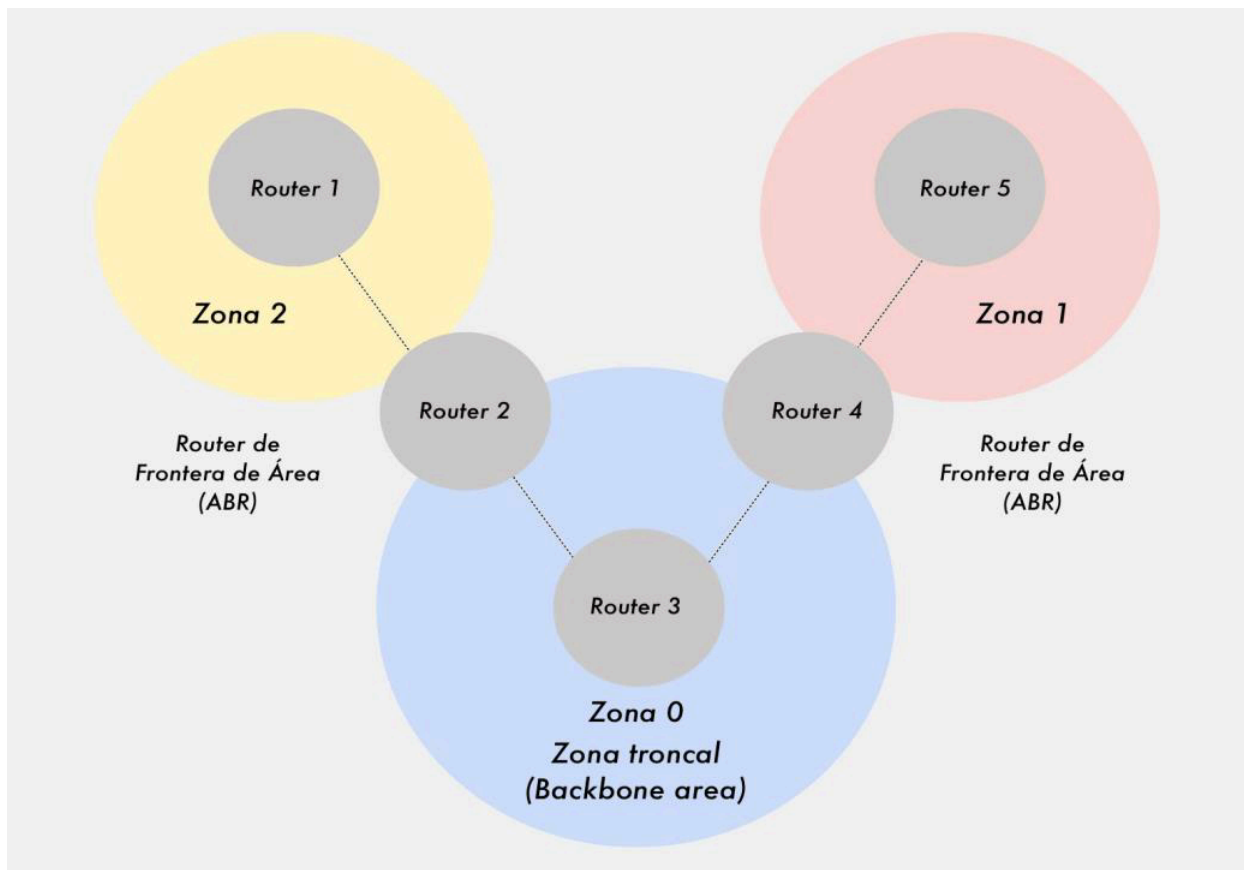 Router 1
Router 5
Zona 2
Zona 1
Router 2
Router 4
Router de
Frontera de Área
(ABR)
Router de
Frontera de Área
(ABR)
Router 3
Zona 0
Zona troncal
(Backbone area)